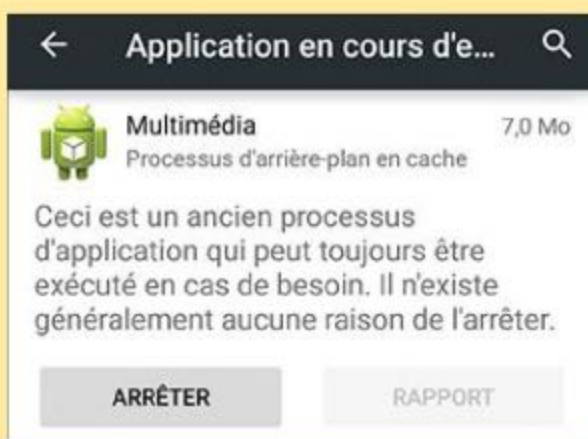 Application en cours d'e...
Multimédia 7,0 Mo
Processus d'arrière-plan en cache
Ceci est un ancien processus
d'application qui peut toujours être
exécuté en cas de besoin. Il n'existe
généralement aucune raison de l'arrêter.
ARRÊTER RAPPORT